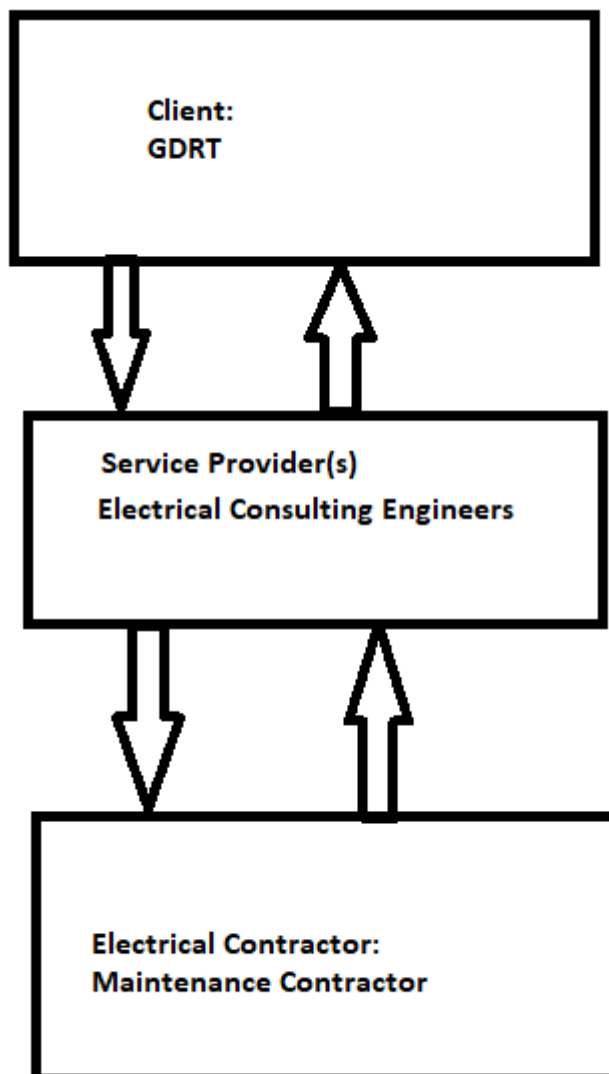 Client:
GDRT
Service Provider(s)
Electrical Consulting Engineers
Electrical Contractor:
Maintenance Contractor